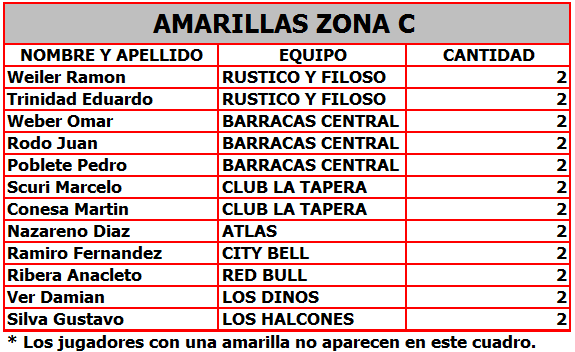 AMARILLAS ZONA C
NOMBRE Y APELLIDO EQUIPO CANTIDAD
Weiler Ramon RUSTICO Y FILOSO 2
Trinidad Eduardo RUSTICO Y FILOSO 2
Weber Omar BARRACAS CENTRAL 2
Rodo Juan BARRACAS CENTRAL 2
Poblete Pedro BARRACAS CENTRAL 2
Scuri Marcelo CLUB LA TAPERA 2
Conesa Martin CLUB LA TAPERA 2
Nazareno Diaz ATLAS 2
Ramiro Fernandez CITY BELL 2
Ribera Anacleto RED BULL 2
Ver Damian LOS DINOS 2
Silva Gustavo LOS HALCONES 2
* Los jugadores con una amarilla no aparecen en este cuadro.